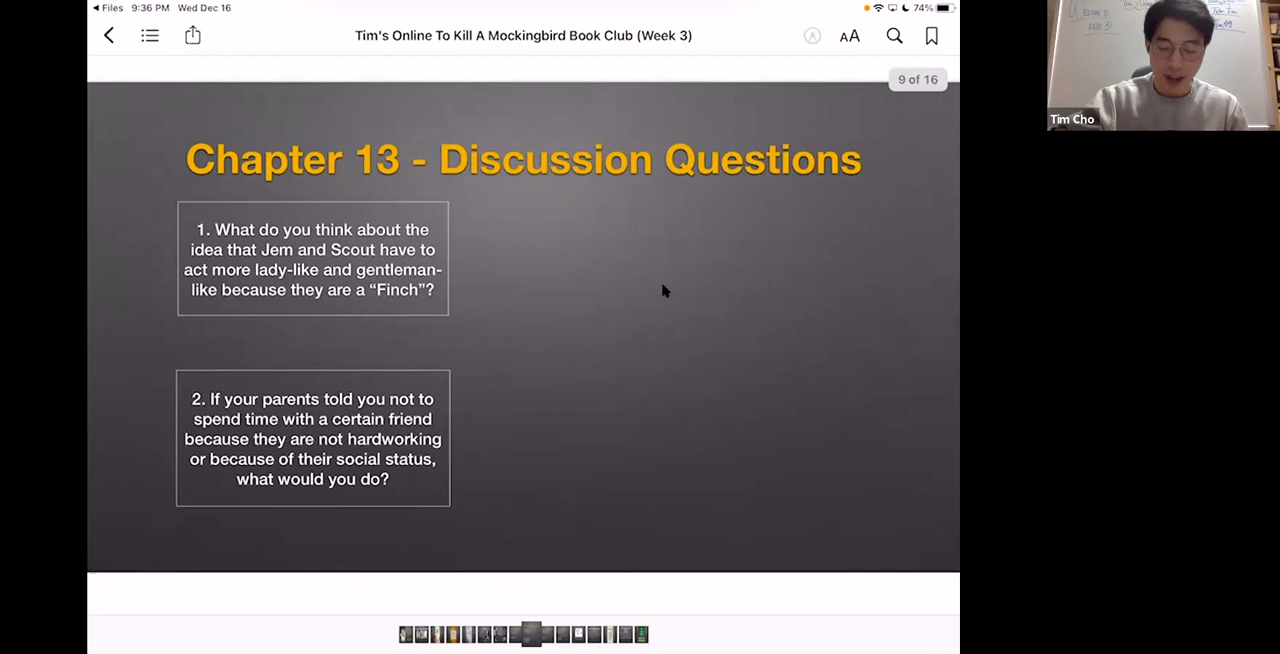 Files 9:36 PM Wed Dec 16 74%
Tim's Online To Kill A Mockingbird Book Club (Week 3)
AA
9 of 16
Tim Cho
Chapter 13 - Discussion Questions
1. What do you think about the
idea that Jem and Scout have to
act more lady-like and gentleman-
like because they are a “Finch”?
2. If your parents told you not to
spend time with a certain friend
because they are not hardworking
or because of their social status,
what would you do?